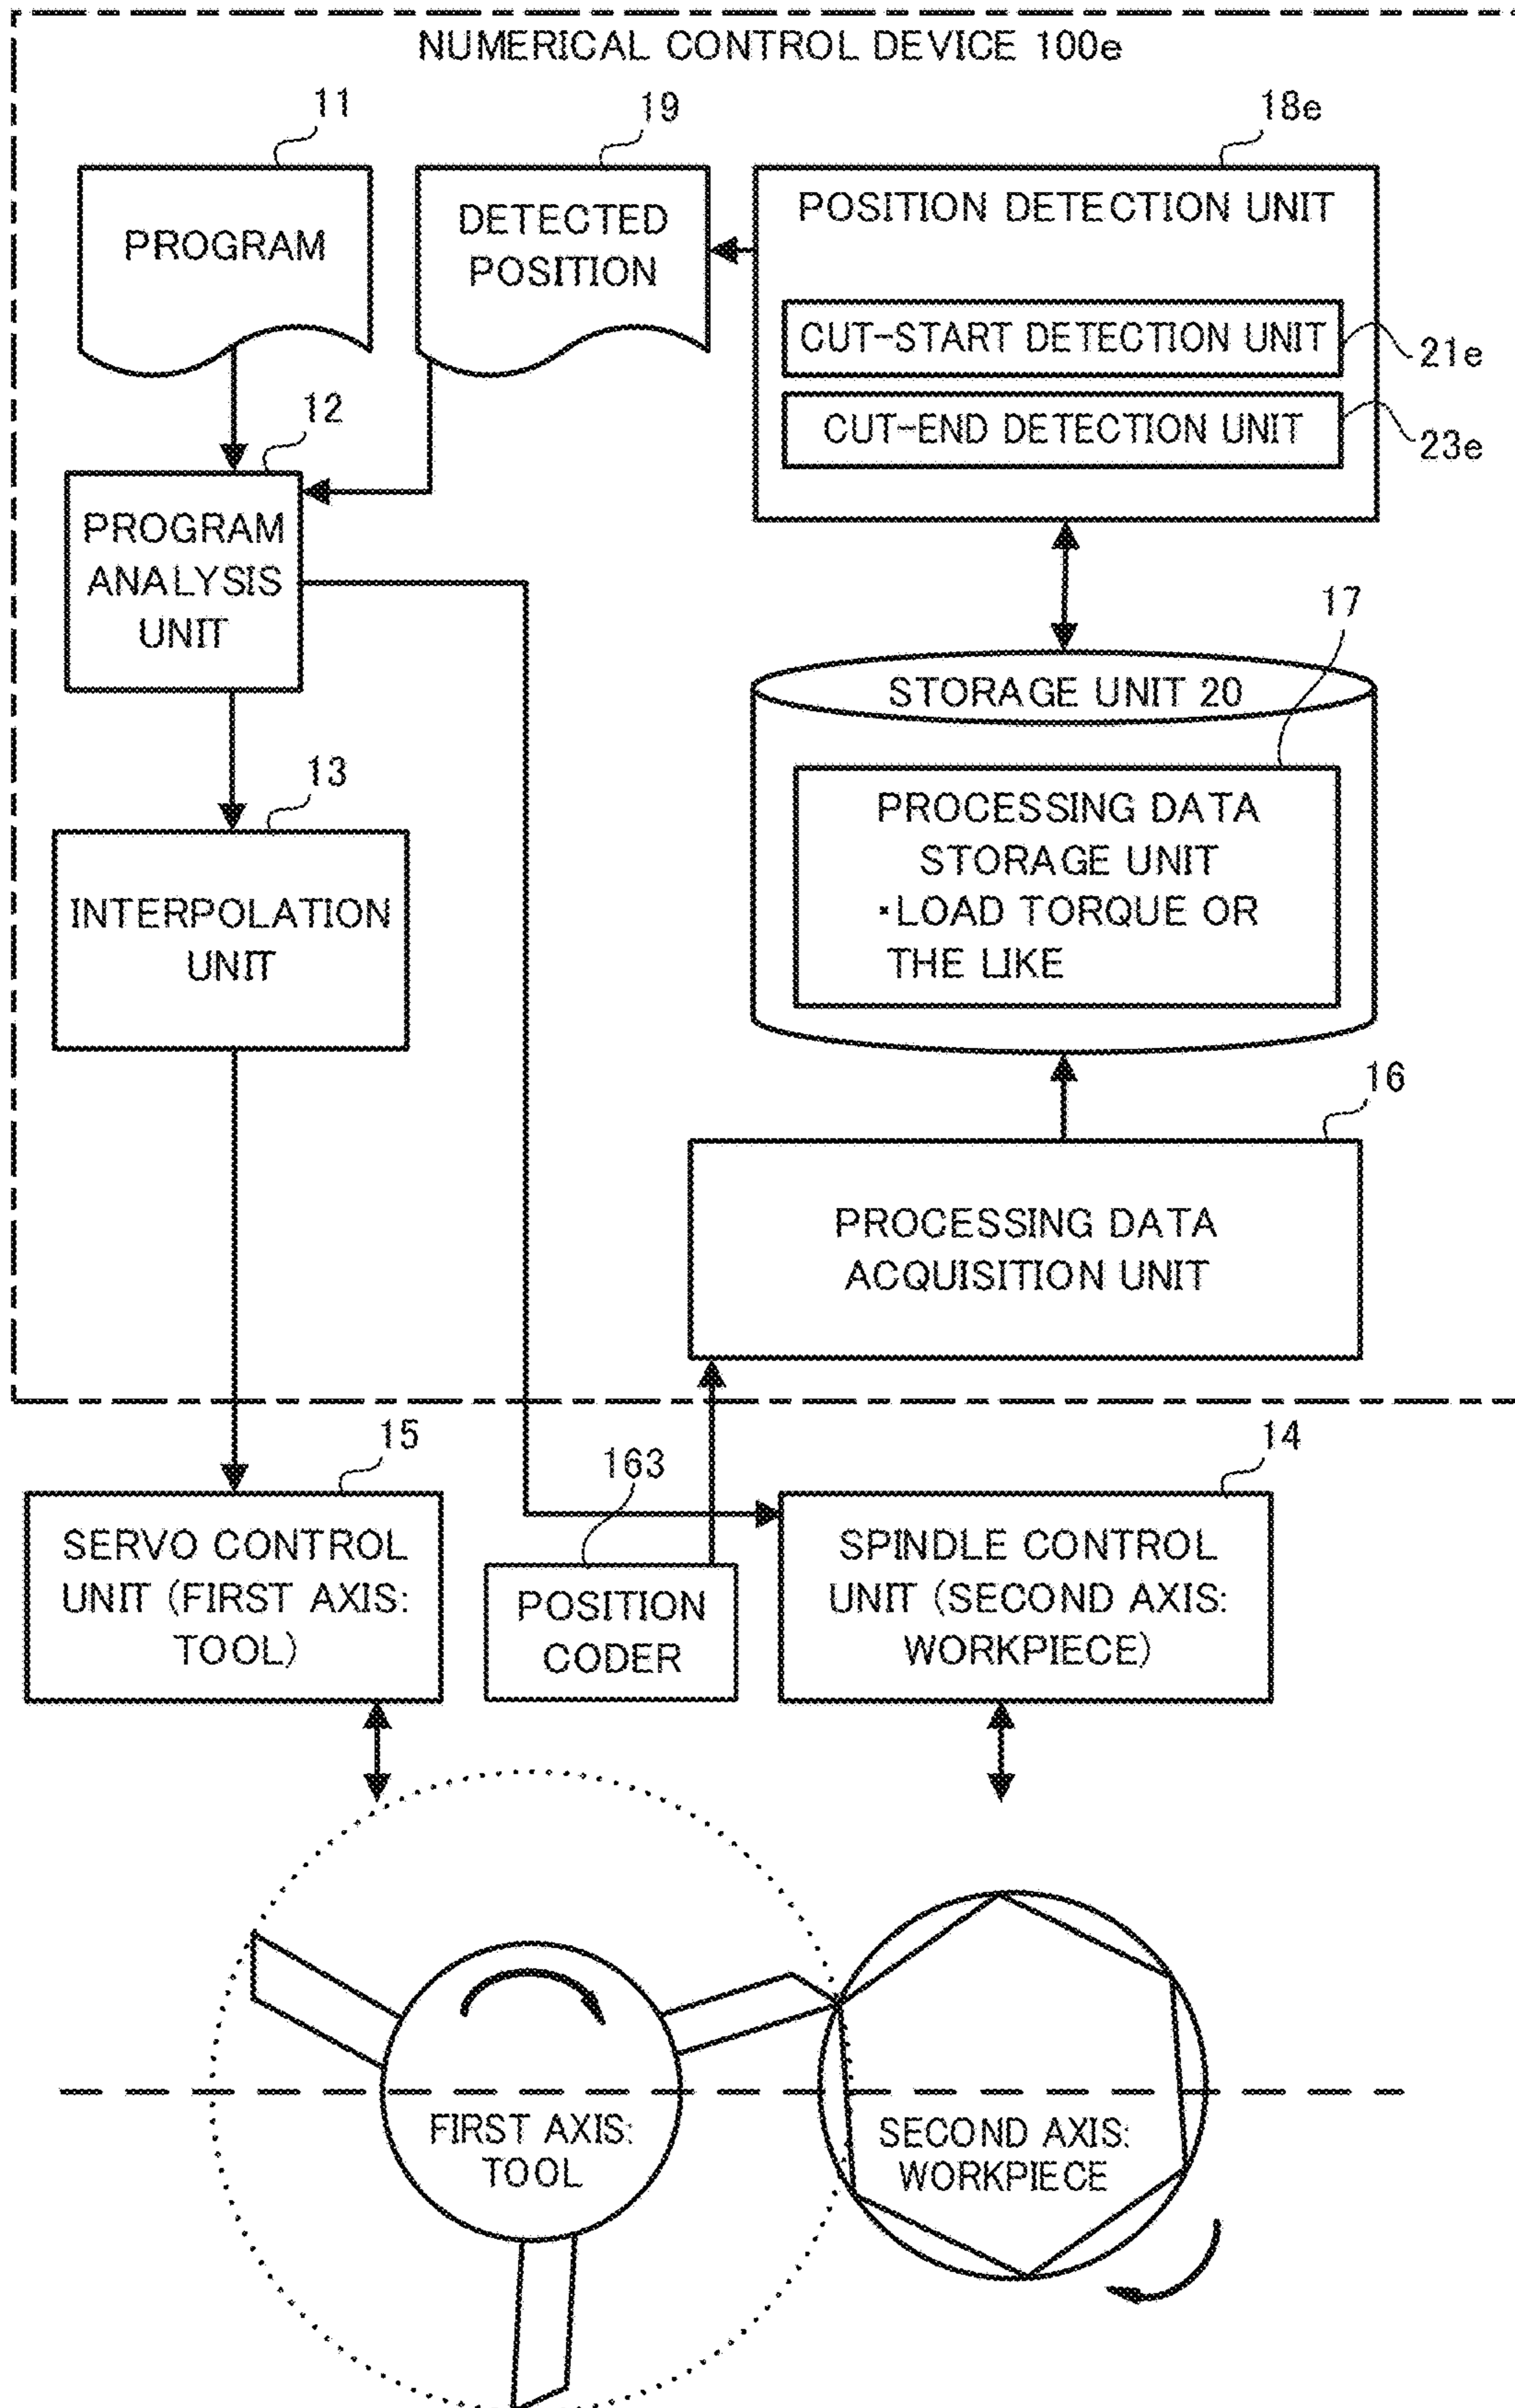 NUMERICAL CONTROL DEVICE 100e
11
19
18e
PROGRAM
DETECTED
POSITION
POSITION DETECTION UNIT
CUT-START DETECTION UNIT
21e
CUT-END DETECTION UNIT
23e
12
PROGRAM
ANALYSIS
UNIT
17
STORAGE UNIT 20
13
PROCESSING DATA
STORAGE UNIT
・LOAD TORQUE OR
THE LIKE
INTERPOLATION
UNIT
16
PROCESSING DATA
ACQUISITION UNIT
15
163
14
SERVO CONTROL
UNIT (FIRST AXIS:
TOOL)
POSITION
CODER
SPINDLE CONTROL
UNIT (SECOND AXIS:
WORKPIECE)
FIRST AXIS:
TOOL
SECOND AXIS:
WORKPIECE